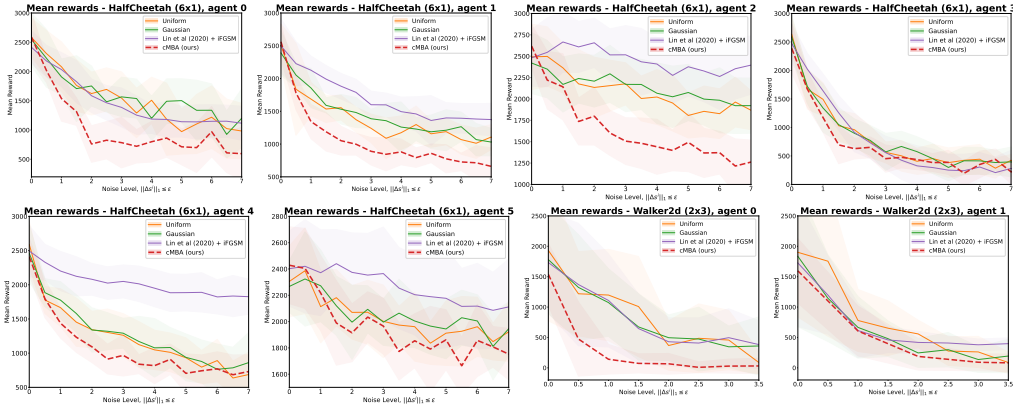 Mean rewards - HalfCheetah (6x1), agent 0
Mean Reward
3000
2500
2000
1500
1000
500
0 1 2 3 4 5 6 7
Noise Level, ||Δsⁱ||₁ ≤ ε
Uniform
Gaussian
Lin et al (2020) + iFGSM
cMBA (ours)
Mean rewards - HalfCheetah (6x1), agent 1
Mean Reward
3000
2500
2000
1500
1000
500
200
0 1 2 3 4 5 6 7
Noise Level, ||Δsⁱ||₁ ≤ ε
Uniform
Gaussian
Lin et al (2020) + iFGSM
cMBA (ours)
Mean rewards - HalfCheetah (6x1), agent 2
Mean Reward
3000
2750
2500
2250
2000
1750
1500
1250
1000
0 1 2 3 4 5 6 7
Noise Level, ||Δsⁱ||₁ ≤ ε
Uniform
Gaussian
Lin et al (2020) + iFGSM
cMBA (ours)
Mean rewards - HalfCheetah (6x1), agent 3
Mean Reward
3000
2500
2000
1500
1000
500
0
0 1 2 3 4 5 6 7
Noise Level, ||Δsⁱ||₁ ≤ ε
Uniform
Gaussian
Lin et al (2020) + iFGSM
cMBA (ours)
Mean rewards - HalfCheetah (6x1), agent 4
Mean Reward
3000
2500
2000
1500
1000
500
0 1 2 3 4 5 6 7
Noise Level, ||Δsⁱ||₁ ≤ ε
Uniform
Gaussian
Lin et al (2020) + iFGSM
cMBA (ours)
Mean rewards - HalfCheetah (6x1), agent 5
Mean Reward
2800
2600
2400
2200
2000
1800
1600
0 1 2 3 4 5 6 7
Noise Level, ||Δsⁱ||₁ ≤ ε
Uniform
Gaussian
Lin et al (2020) + iFGSM
cMBA (ours)
Mean rewards - Walker2d (2x3), agent 0
Mean Reward
2500
2000
1500
1000
500
0
0.0 0.5 1.0 1.5 2.0 2.5 3.0 3.5
Noise Level, ||Δsⁱ||₁ ≤ ε
Uniform
Gaussian
Lin et al (2020) + iFGSM
cMBA (ours)
Mean rewards - Walker2d (2x3), agent 1
Mean Reward
2500
2000
1500
1000
500
0
0.0 0.5 1.0 1.5 2.0 2.5 3.0 3.5
Noise Level, ||Δsⁱ||₁ ≤ ε
Uniform
Gaussian
Lin et al (2020) + iFGSM
cMBA (ours)